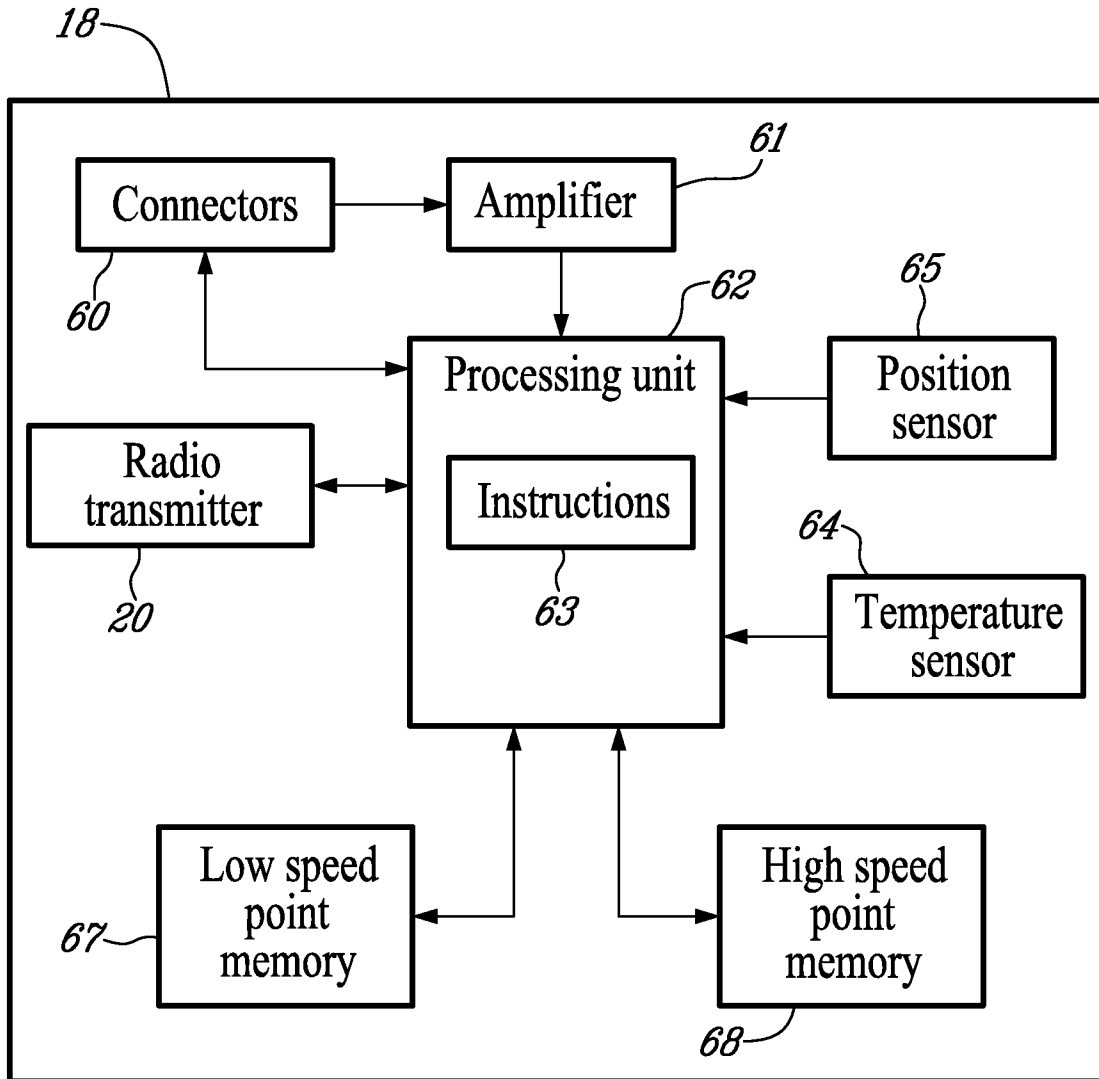 18
Connectors
60
Amplifier
61
62
Processing unit
65
Position
sensor
Radio
transmitter
20
Instructions
63
64
Temperature
sensor
Low speed
point
memory
67
High speed
point
memory
68